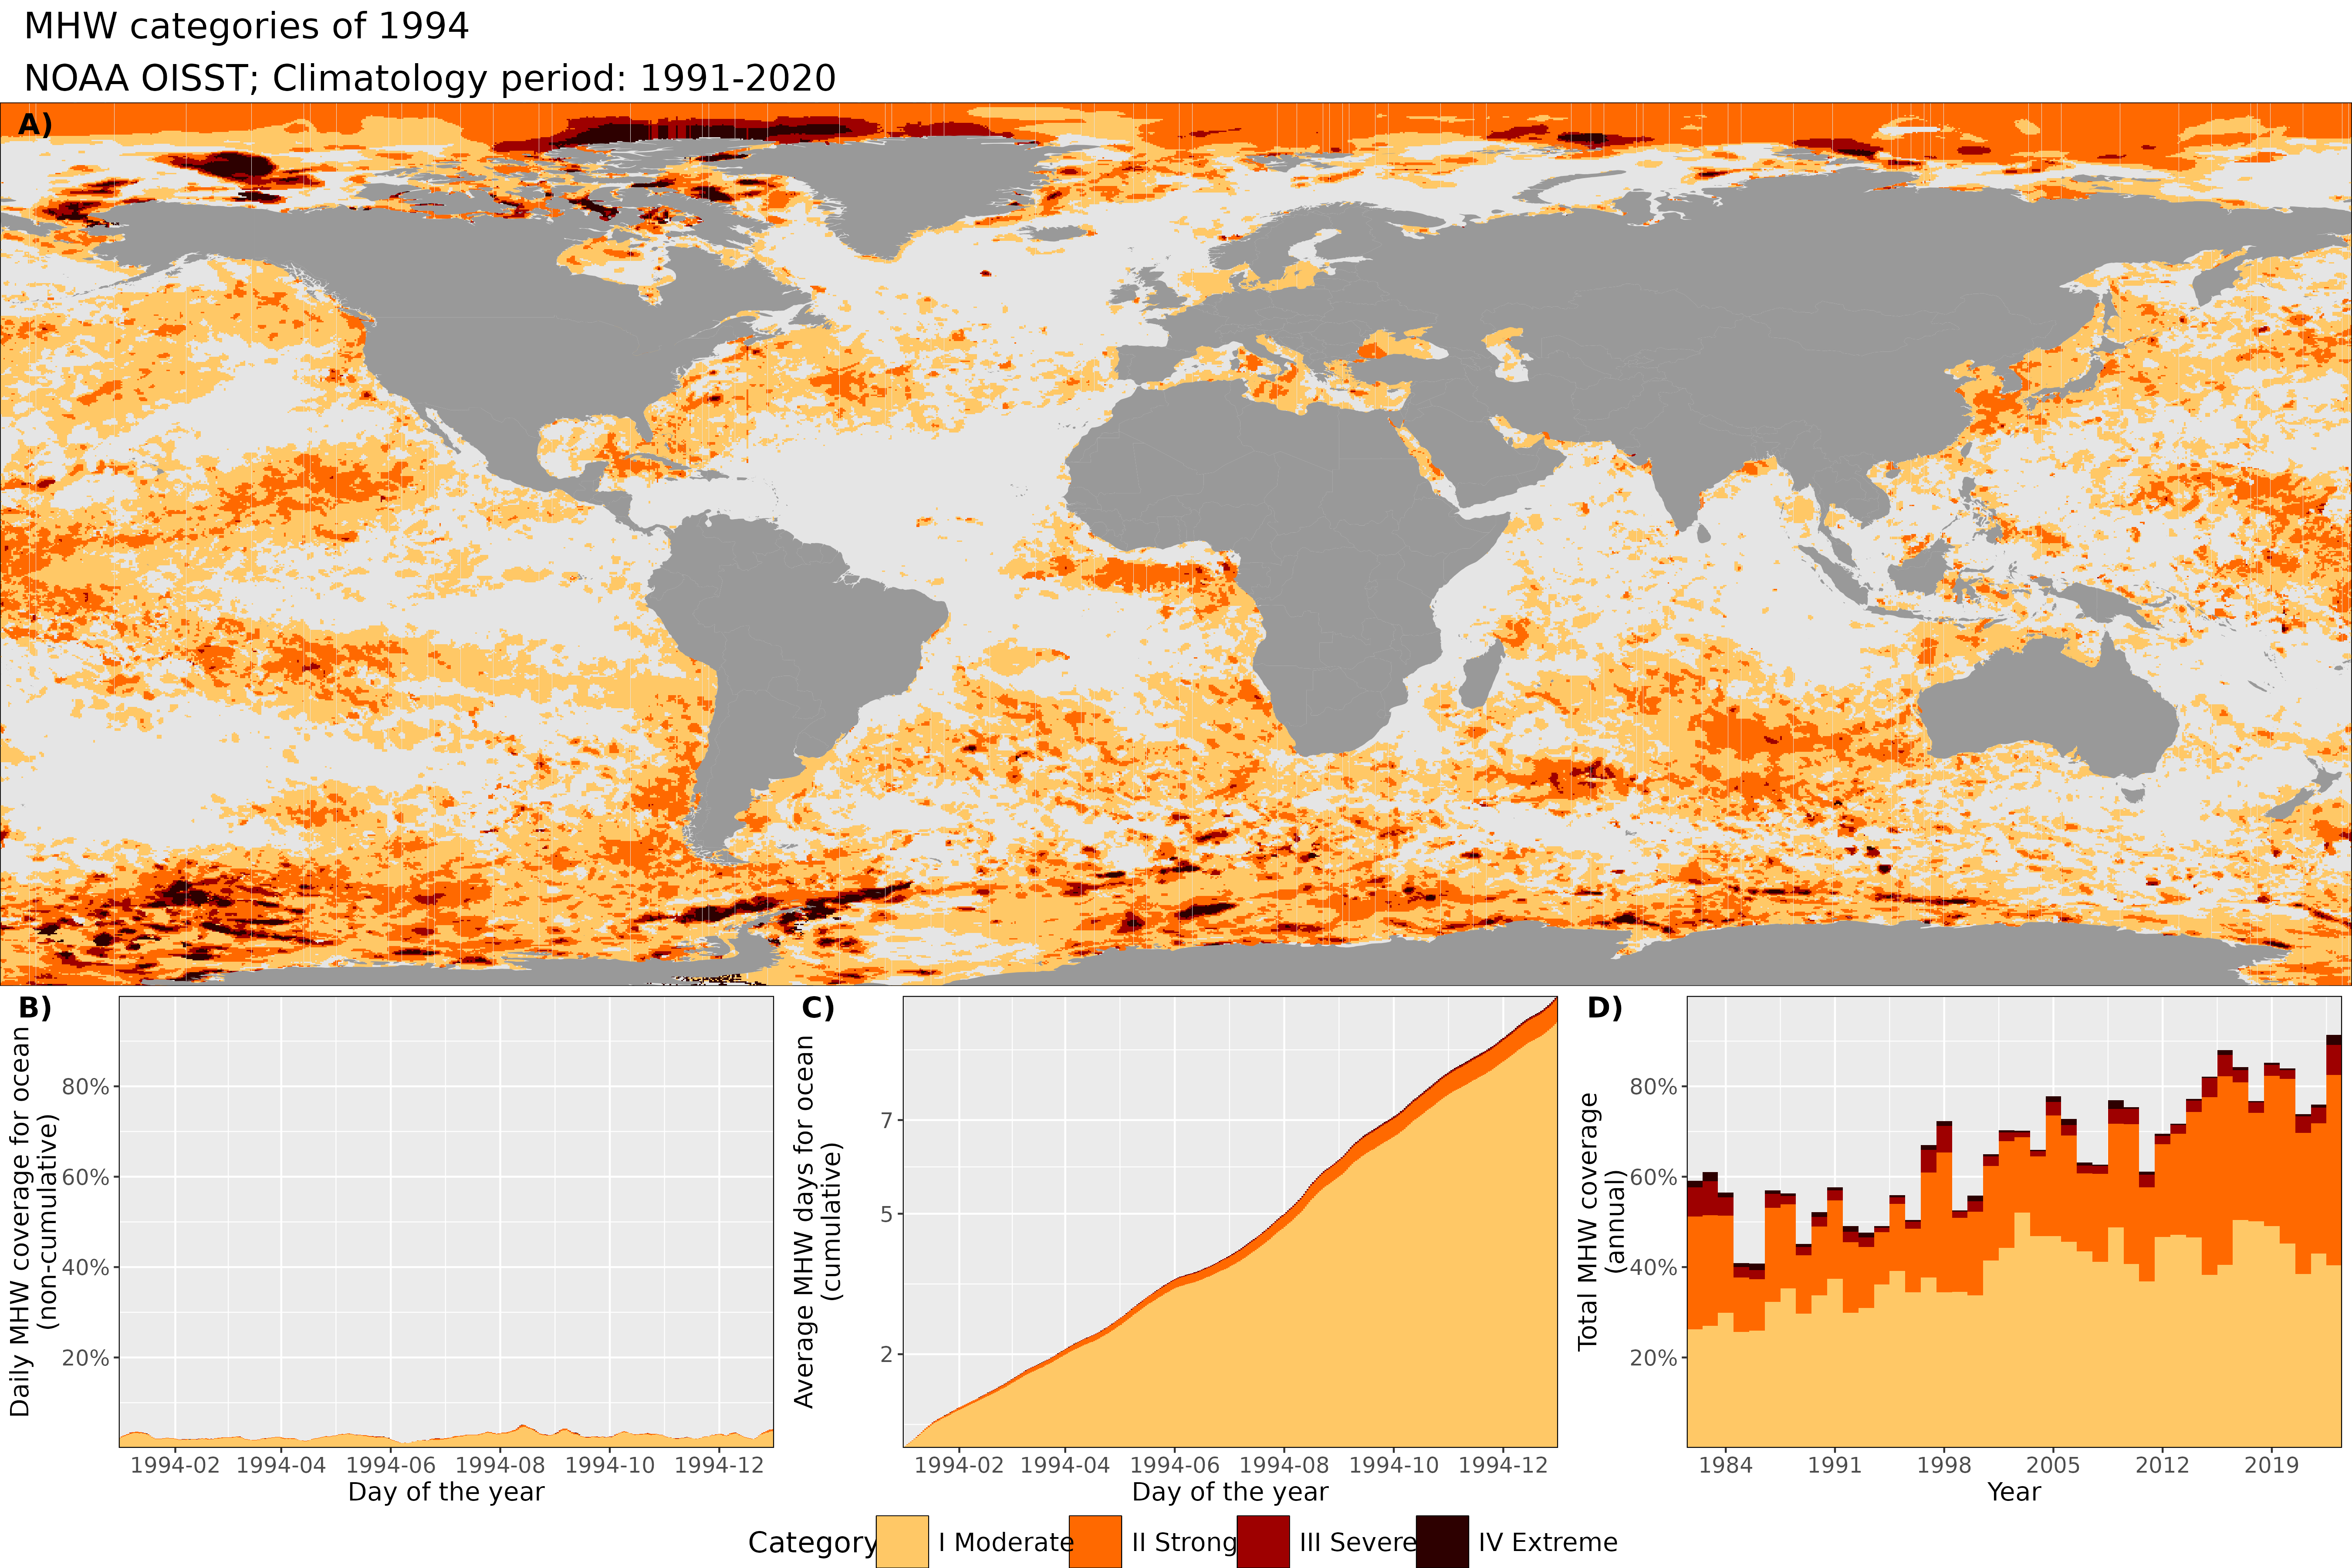 MHW categories of 1994
NOAA OISST; Climatology period: 1991-2020
A)
B)
Daily MHW coverage for ocean
(non-cumulative)
80%
60%
40%
20%
1994-02 1994-04 1994-06 1994-08 1994-10 1994-12
Day of the year
C)
Average MHW days for ocean
(cumulative)
7
5
2
1994-02 1994-04 1994-06 1994-08 1994-10 1994-12
Day of the year
D)
Total MHW coverage
(annual)
80%
60%
40%
20%
1984 1991 1998 2005 2012 2019
Year
Category I Moderate II Strong III Severe IV Extreme